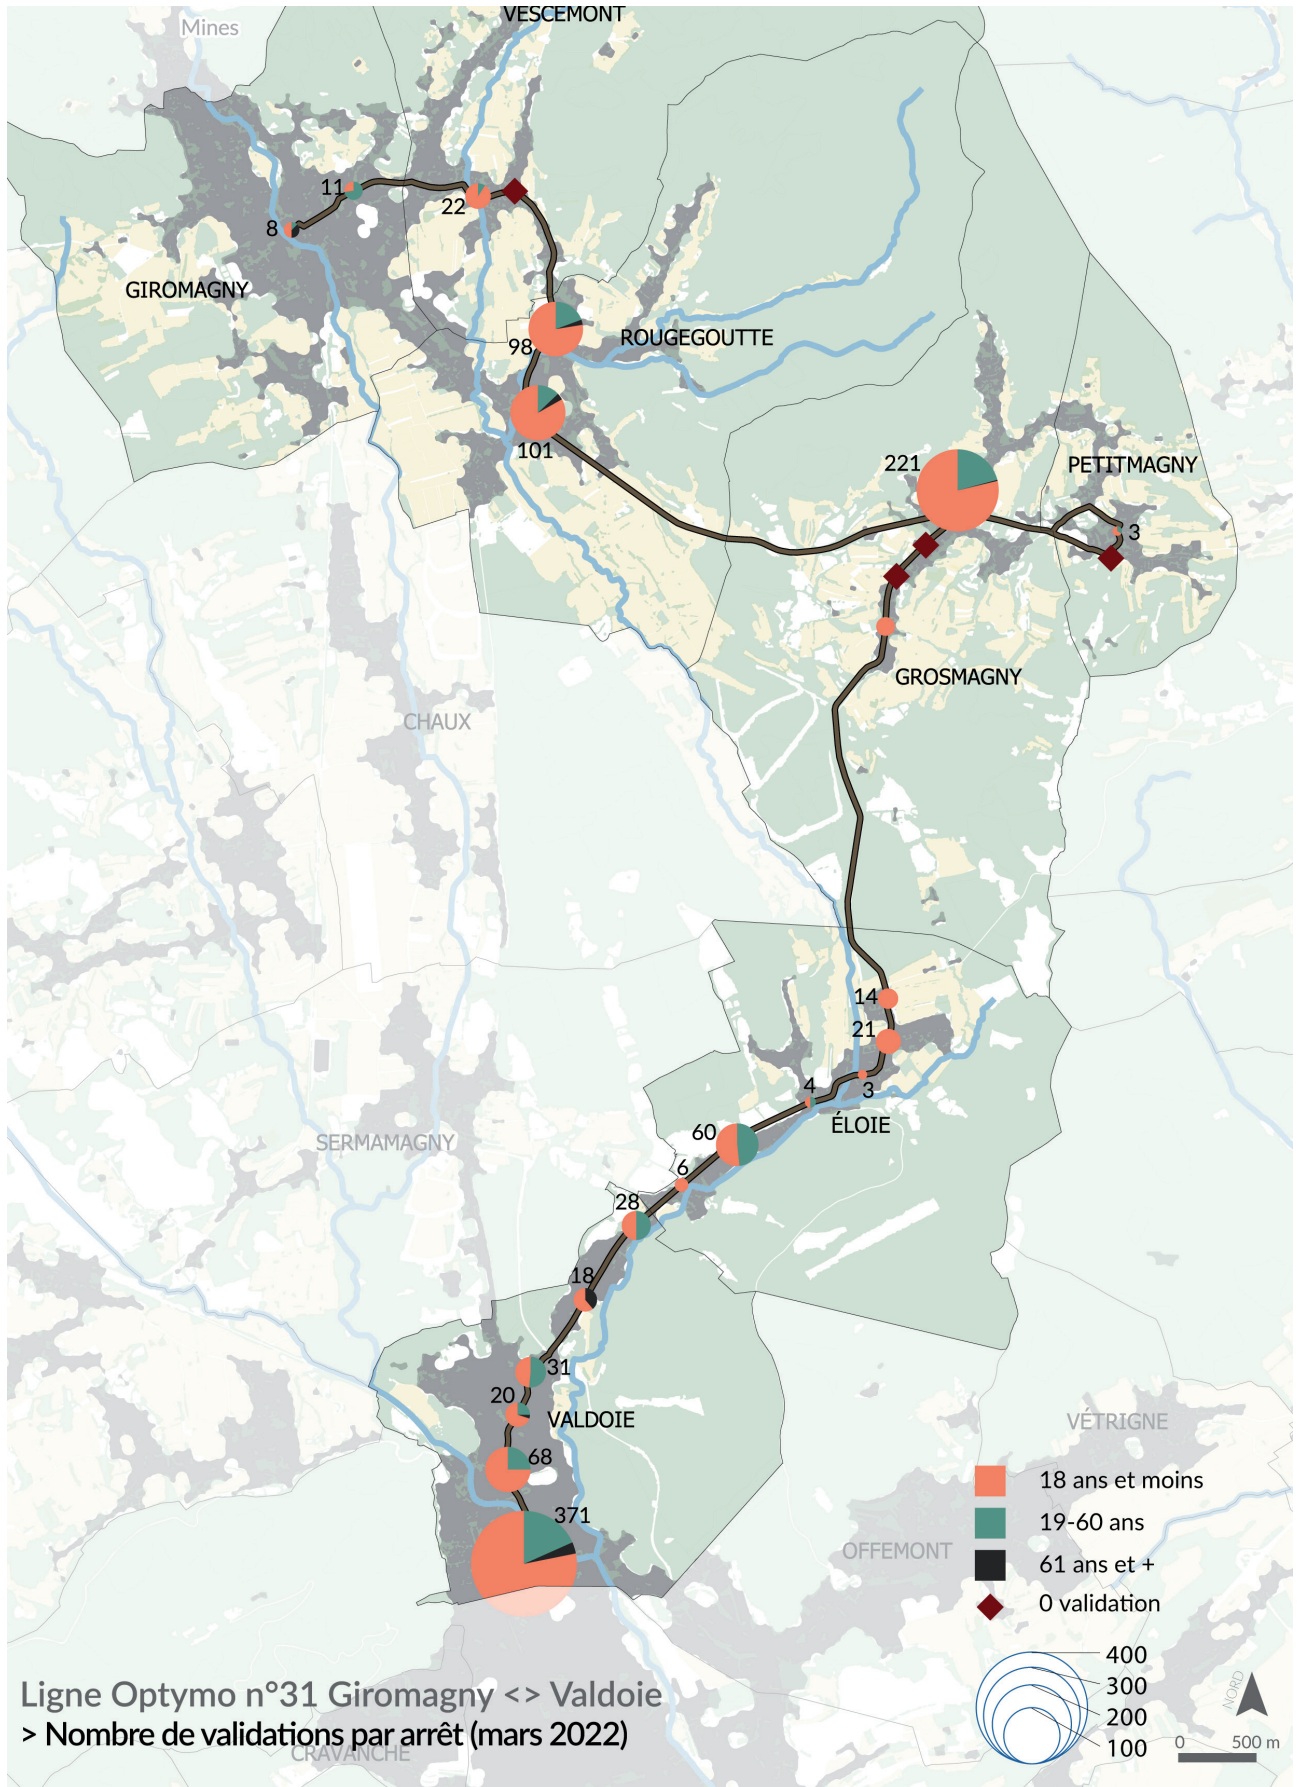 VESCEMONT
Mines
11
22
8
GIROMAGNY
ROUGEGOUTTE
98
101
221
PETITMAGNY
3
GROSMAGNY
CHAUX
14
21
4
3
ÉLOIE
60
SERMAMAGNY
6
28
18
31
20
VALDOIE
VÉTRIGNE
68
371
OFFEMONT
18 ans et moins
19-60 ans
61 ans et +
0 validation
400
300
200
100
NORD
0 500 m
Ligne Optymo n°31 Giromagny <> Valdoie
> Nombre de validations par arrêt (mars 2022)
CRAVANCHE